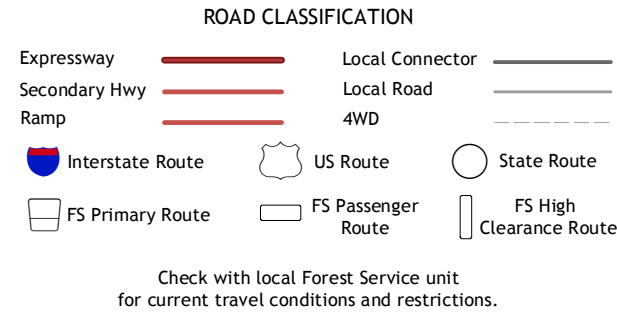 ROAD CLASSIFICATION
Expressway
Local Connector
Secondary Hwy
Local Road
Ramp
4WD
Interstate Route
US Route
State Route
FS Primary Route
FS Passenger
Route
FS High
Clearance Route
Check with local Forest Service unit
for current travel conditions and restrictions.